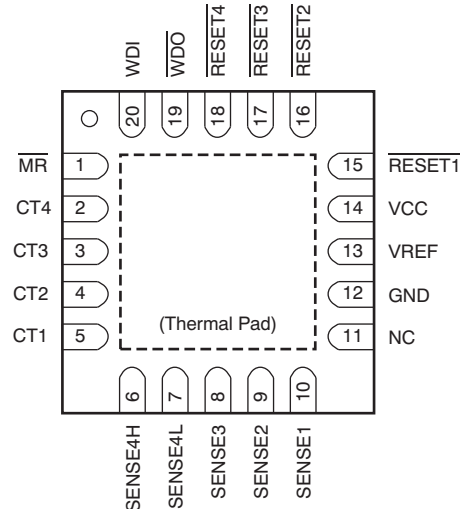 WDI
WDO
RESET4
RESET3
RESET2
20
19
18
17
16
MR 1
15 RESET1
CT4 2
14 VCC
CT3 3
13 VREF
CT2 4
12 GND
CT1 5
11 NC
(Thermal Pad)
6
7
8
9
10
SENSE4H
SENSE4L
SENSE3
SENSE2
SENSE1